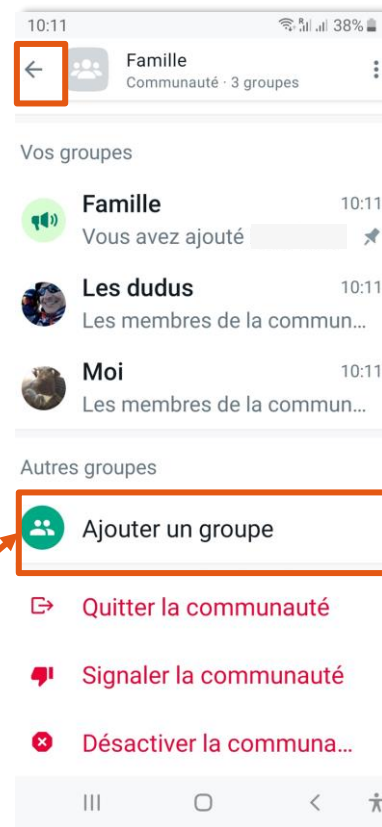 10:11 38%
Famille
Communauté · 3 groupes
Vos groupes
Famille 10:11
Vous avez ajouté
Les dudus 10:11
Les membres de la commun...
Moi 10:11
Les membres de la commun...
Autres groupes
Ajouter un groupe
Quitter la communauté
Signaler la communauté
Désactiver la communa...